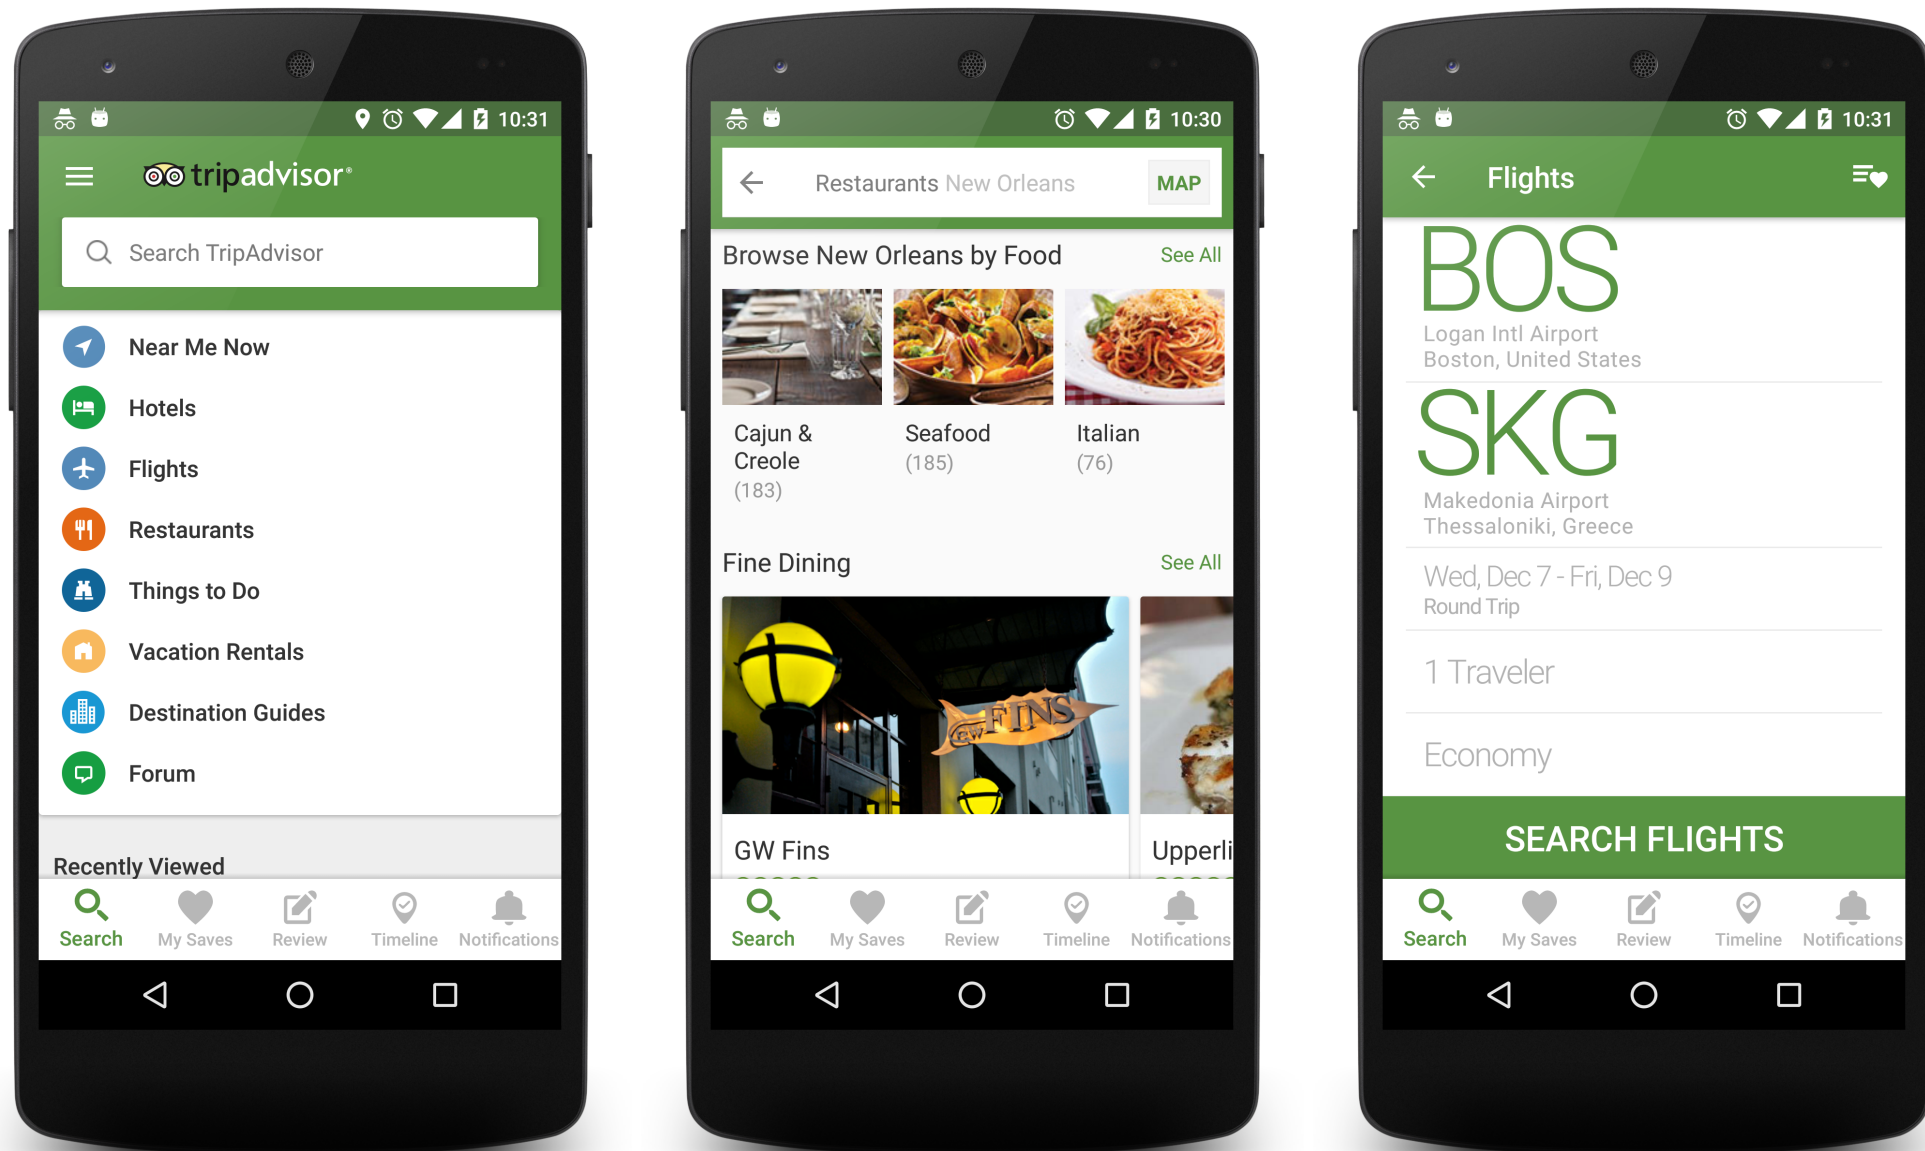 10:31
tripadvisor
Search TripAdvisor
Near Me Now
Hotels
Flights
Restaurants
Things to Do
Vacation Rentals
Destination Guides
Forum
Recently Viewed
Search My Saves Review Timeline Notifications
10:30
Restaurants New Orleans MAP
Browse New Orleans by Food See All
Cajun & Creole (183)
Seafood (185)
Italian (76)
Fine Dining See All
GW FINS
GW Fins
Upperli
Search My Saves Review Timeline Notifications
10:31
Flights
BOS
Logan Intl Airport
Boston, United States
SKG
Makedonia Airport
Thessaloniki, Greece
Wed, Dec 7 - Fri, Dec 9
Round Trip
1 Traveler
Economy
SEARCH FLIGHTS
Search My Saves Review Timeline Notifications